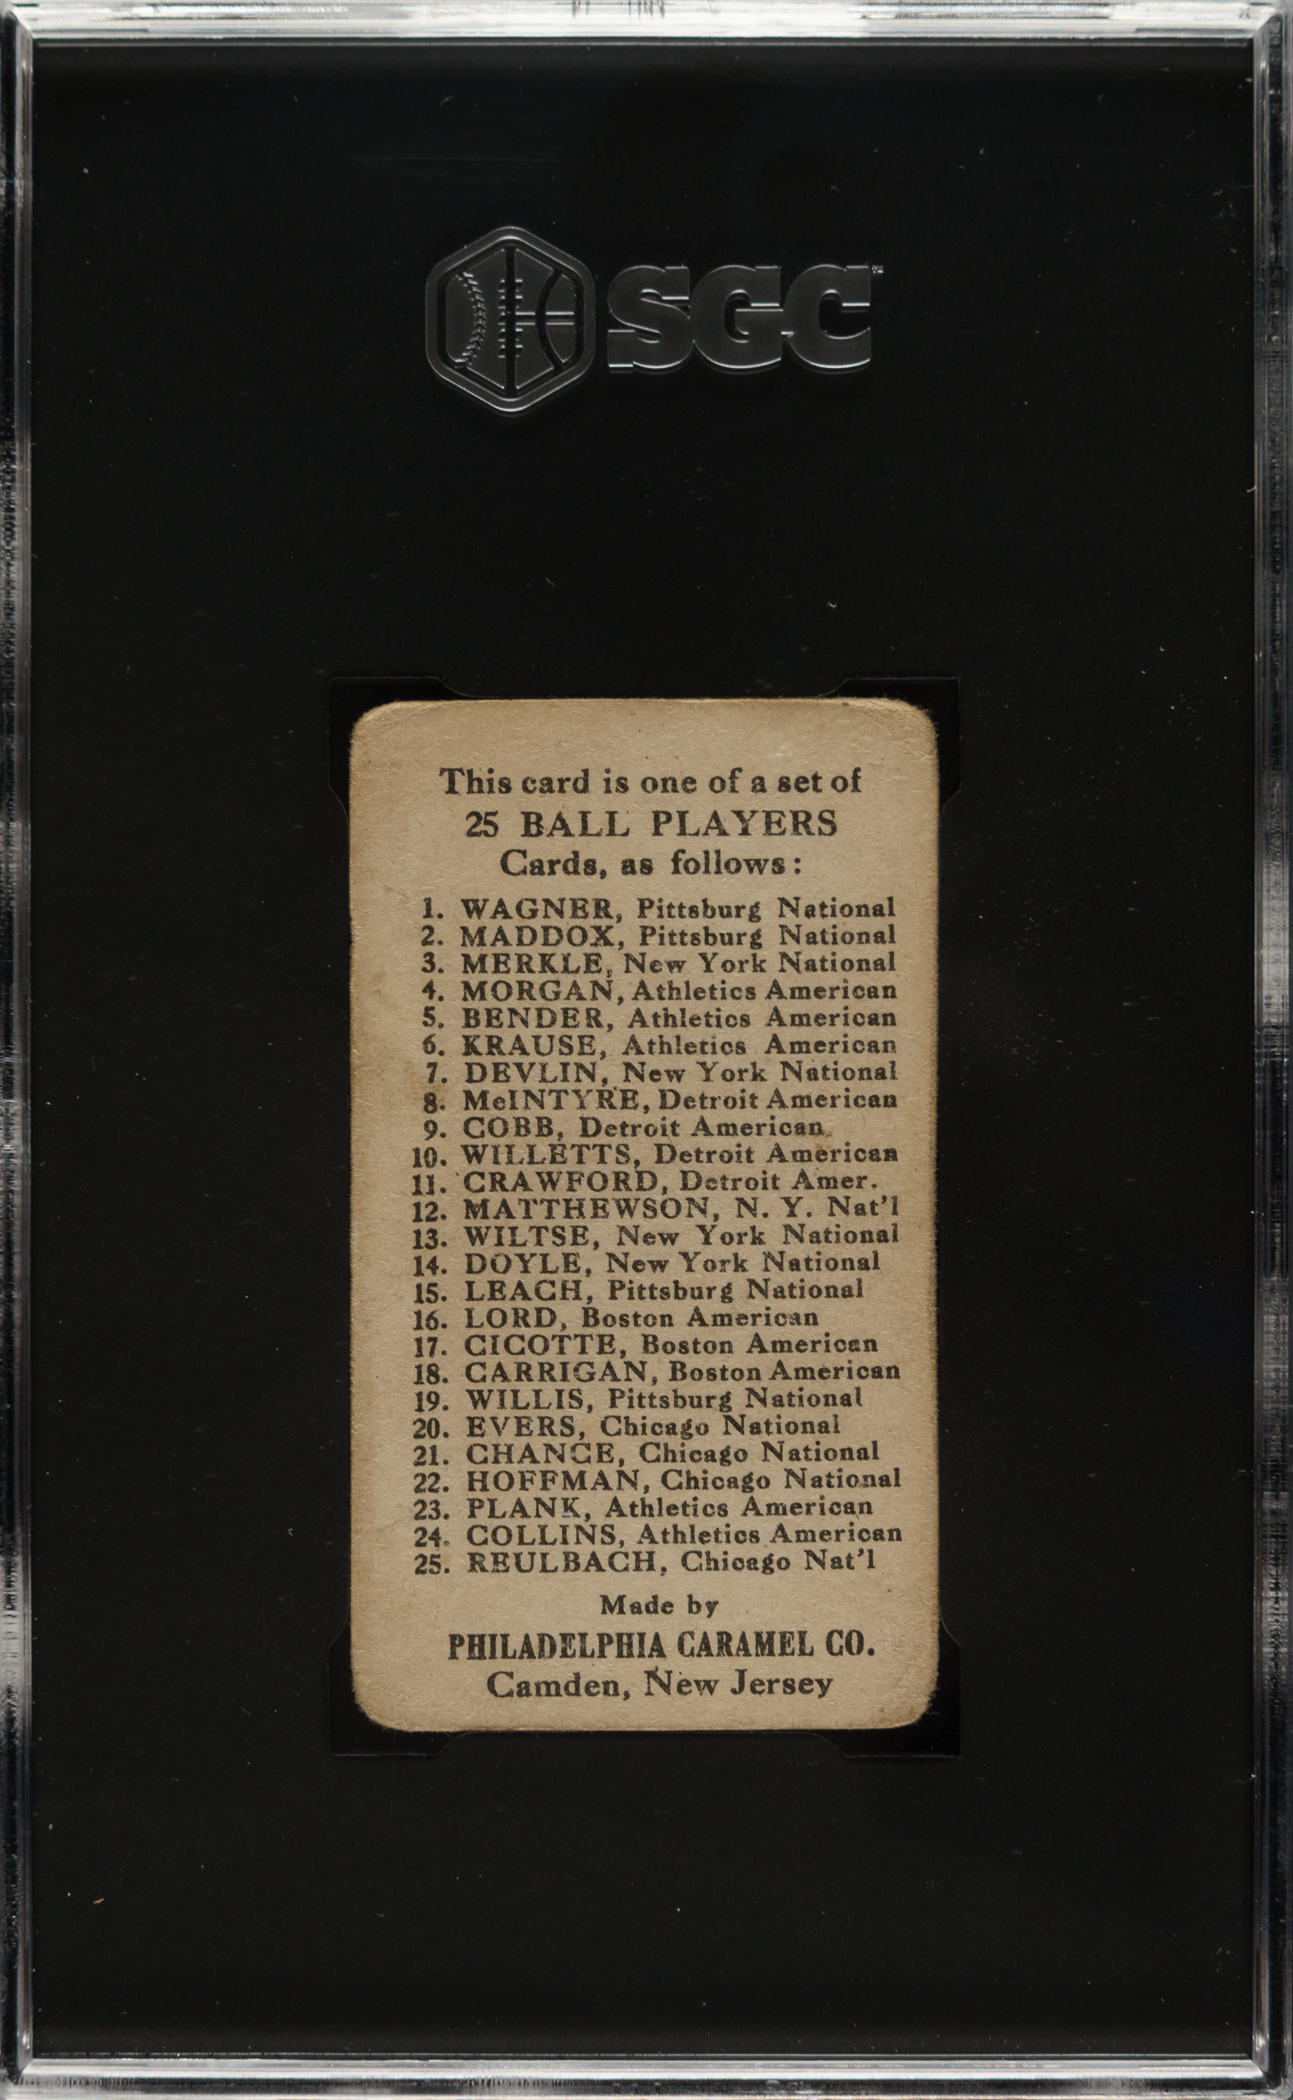 SGC
This card is one of a set of
25 BALL PLAYERS
Cards, as follows:
1. WAGNER, Pittsburg National
2. MADDOX, Pittsburg National
3. MERKLE, New York National
4. MORGAN, Athletics American
5. BENDER, Athletics American
6. KRAUSE, Athletics American
7. DEVLIN, New York National
8. McINTYRE, Detroit American
9. COBB, Detroit American
10. WILLETTS, Detroit American
11. CRAWFORD, Detroit Amer.
12. MATTHEWSON, N. Y. Nat'l
13. WILTSE, New York National
14. DOYLE, New York National
15. LEACH, Pittsburg National
16. LORD, Boston American
17. CICOTTE, Boston American
18. CARRIGAN, Boston American
19. WILLIS, Pittsburg National
20. EVERS, Chicago National
21. CHANCE, Chicago National
22. HOFFMAN, Chicago National
23. PLANK, Athletics American
24. COLLINS, Athletics American
25. REULBACH, Chicago Nat'l
Made by
PHILADELPHIA CARAMEL CO.
Camden, New Jersey